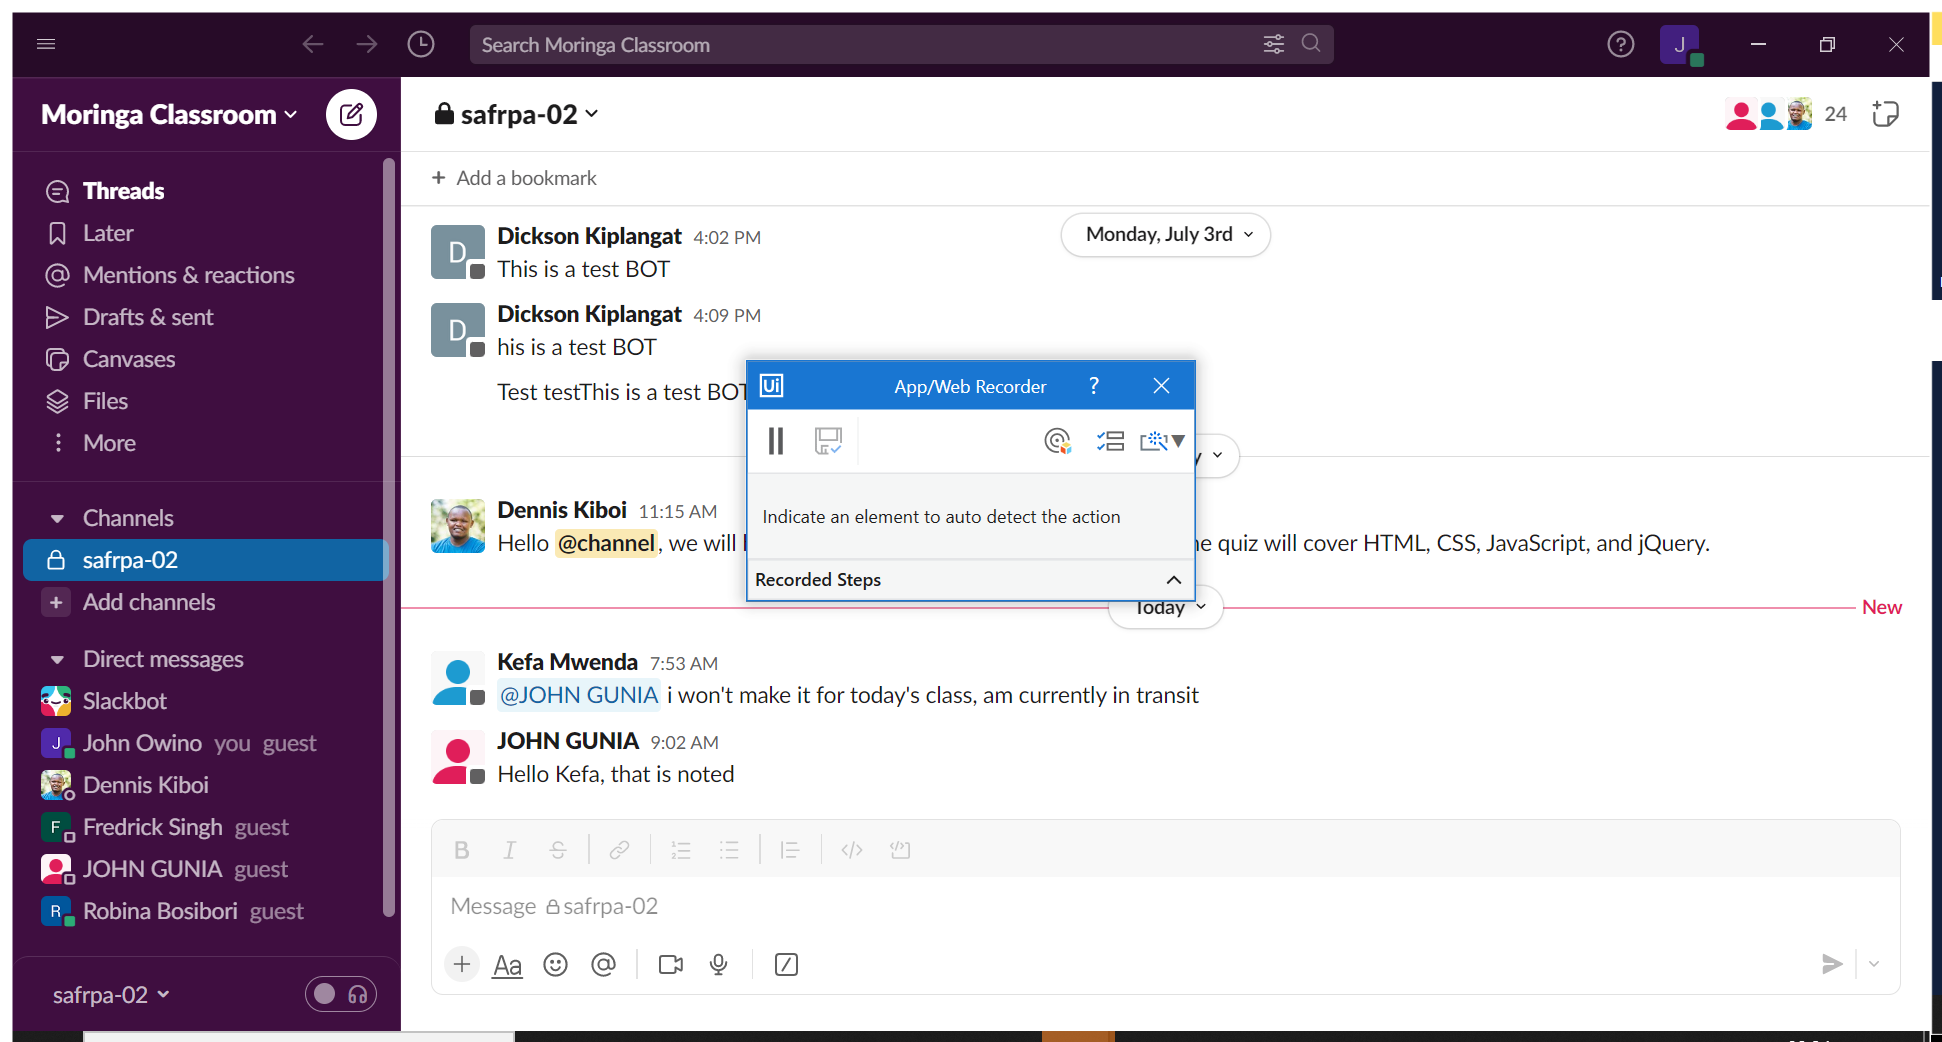 Search Moringa Classroom
J
Moringa Classroom
safrpa-02
24
Add a bookmark
Threads
Later
Mentions & reactions
Drafts & sent
Canvases
Files
More
Channels
safrpa-02
Add channels
Direct messages
Slackbot
J John Owino you guest
Dennis Kiboi
F Fredrick Singh guest
JOHN GUNIA guest
R Robina Bosibori guest
safrpa-02
Monday, July 3rd
D Dickson Kiplangat 4:02 PM
This is a test BOT
D Dickson Kiplangat 4:09 PM
his is a test BOT
Test testThis is a test BOT
Ui App/Web Recorder ?
Indicate an element to auto detect the action
Recorded Steps
Dennis Kiboi 11:15 AM
Hello @channel, we will
quiz will cover HTML, CSS, JavaScript, and jQuery.
Today
New
Kefa Mwenda 7:53 AM
@JOHN GUNIA i won't make it for today's class, am currently in transit
JOHN GUNIA 9:02 AM
Hello Kefa, that is noted
B I S
Message safrpa-02
Aa